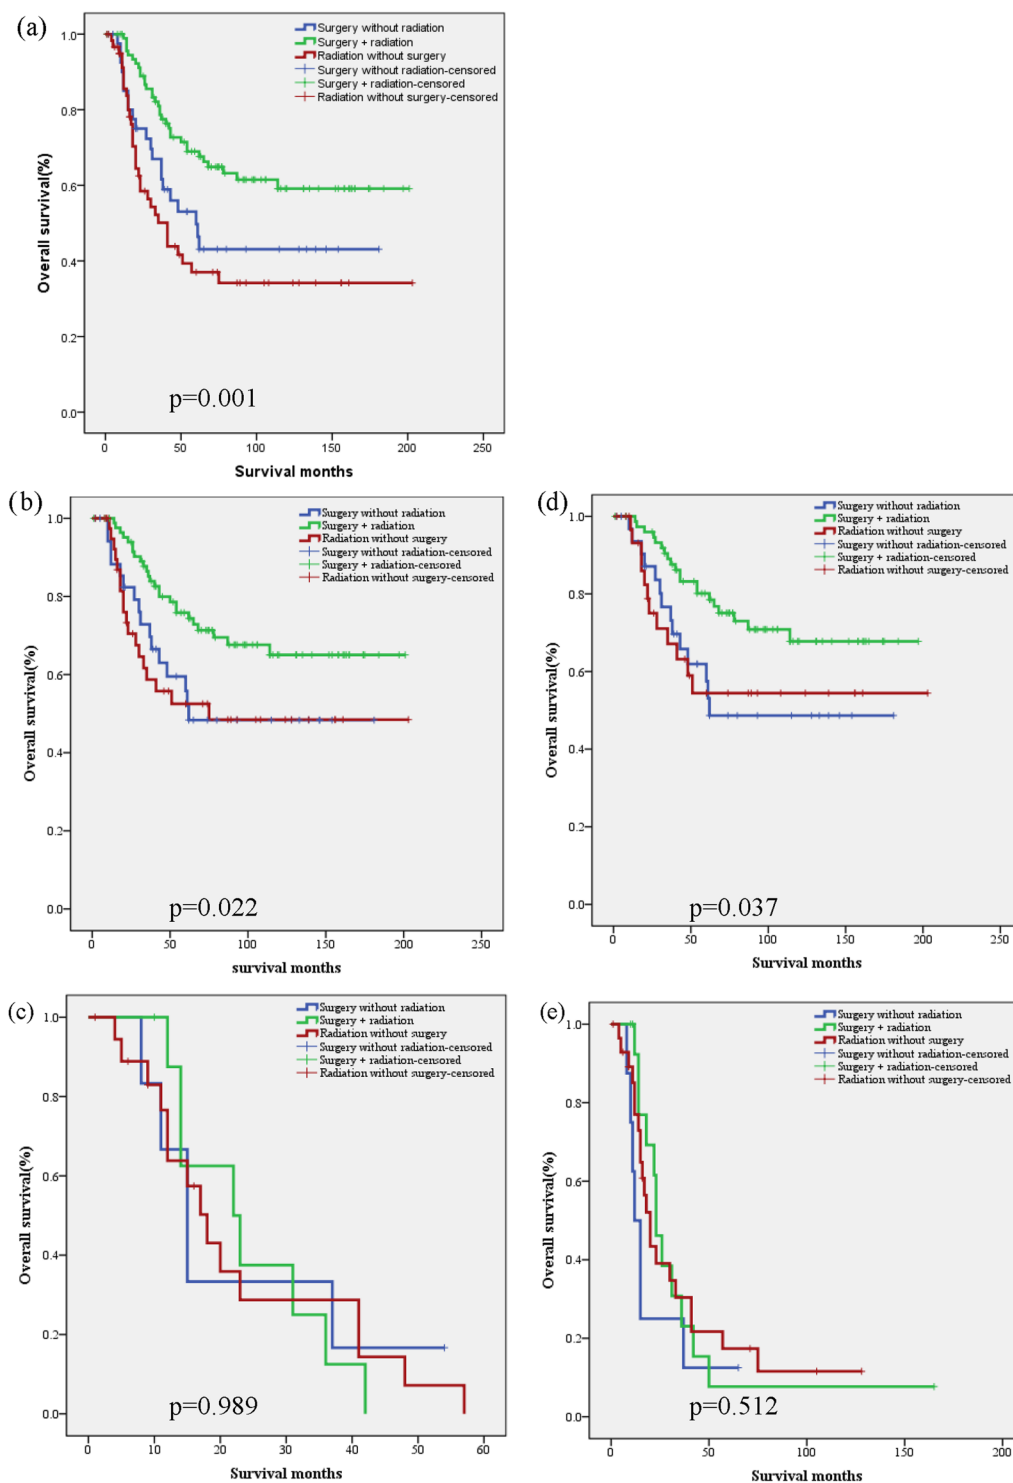 (a)
Surgery without radiation
Surgery + radiation
Radiation without surgery
Surgery without radiation-censored
Surgery + radiation-censored
Radiation without surgery-censored
1.0
0.8
0.6
0.4
0.2
0.0
Overall survival(%)
p=0.001
0 50 100 150 200 250
Survival months
(b)
Surgery without radiation
Surgery + radiation
Radiation without surgery
Surgery without radiation-censored
Surgery + radiation-censored
Radiation without surgery-censored
1.0
0.8
0.6
0.4
0.2
0.0
Overall survival(%)
p=0.022
0 50 100 150 200 250
survival months
(d)
Surgery without radiation
Surgery + radiation
Radiation without surgery
Surgery without radiation-censored
Surgery + radiation-censored
Radiation without surgery-censored
1.0
0.8
0.6
0.4
0.2
0.0
Overall survival(%)
p=0.037
0 50 100 150 200 250
Survival months
(c)
Surgery without radiation
Surgery + radiation
Radiation without surgery
Surgery without radiation-censored
Surgery + radiation-censored
Radiation without surgery-censored
1.0
0.8
0.6
0.4
0.2
0.0
Overall survival(%)
p=0.989
0 10 20 30 40 50 60
Survival months
(e)
Surgery without radiation
Surgery + radiation
Radiation without surgery
Surgery without radiation-censored
Surgery + radiation-censored
Radiation without surgery-censored
1.0
0.8
0.6
0.4
0.2
0.0
Overall survival(%)
p=0.512
0 50 100 150 200
Survival months